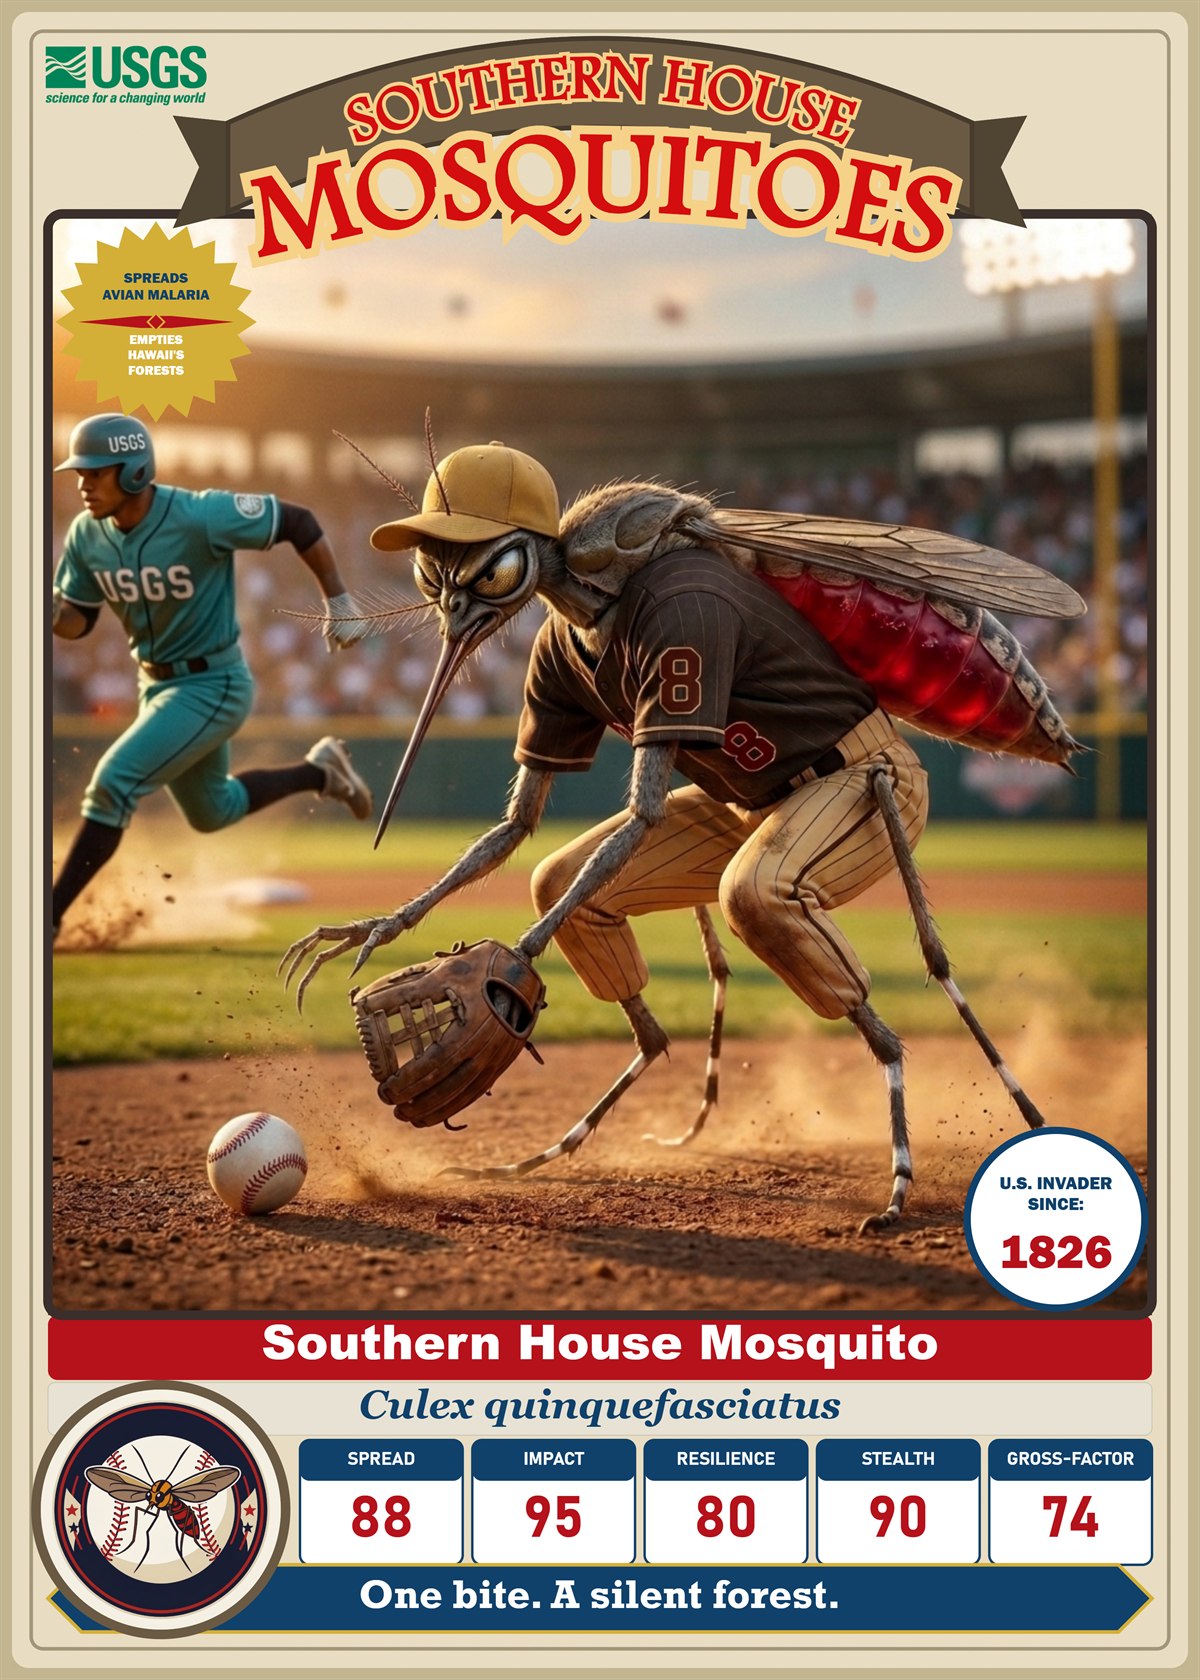 USGS
science for a changing world
SOUTHERN HOUSE
MOSQUITOES
SPREADS
AVIAN MALARIA
EMPTIES
HAWAII'S
FORESTS
USGS
USGS
8
8
U.S. INVADER
SINCE:
1826
Southern House Mosquito
Culex quinquefasciatus
SPREAD
IMPACT
RESILIENCE
STEALTH
GROSS-FACTOR
88
95
80
90
74
One bite. A silent forest.